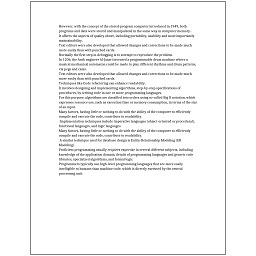 However, with the concept of the stored-program computer introduced in 1949, both
programs and data were stored and manipulated in the same way in computer memory.
It affects the aspects of quality above, including portability, usability and most importantly
maintainability.
Text editors were also developed that allowed changes and corrections to be made much
more easily than with punched cards.
Normally the first step in debugging is to attempt to reproduce the problem.
In 1206, the Arab engineer Al-Jazari invented a programmable drum machine where a
musical mechanical automaton could be made to play different rhythms and drum patterns,
via pegs and cams.
Text editors were also developed that allowed changes and corrections to be made much
more easily than with punched cards.
Techniques like Code refactoring can enhance readability.
It involves designing and implementing algorithms, step-by-step specifications of
procedures, by writing code in one or more programming languages.
For this purpose, algorithms are classified into orders using so-called Big O notation, which
expresses resource use, such as execution time or memory consumption, in terms of the size
of an input.
Many factors, having little or nothing to do with the ability of the computer to efficiently
compile and execute the code, contribute to readability.
Implementation techniques include imperative languages (object-oriented or procedural),
functional languages, and logic languages.
Many factors, having little or nothing to do with the ability of the computer to efficiently
compile and execute the code, contribute to readability.
A similar technique used for database design is Entity-Relationship Modeling (ER
Modeling).
Proficient programming usually requires expertise in several different subjects, including
knowledge of the application domain, details of programming languages and generic code
libraries, specialized algorithms, and formal logic.
Programmers typically use high-level programming languages that are more easily
intelligible to humans than machine code, which is directly executed by the central
processing unit.